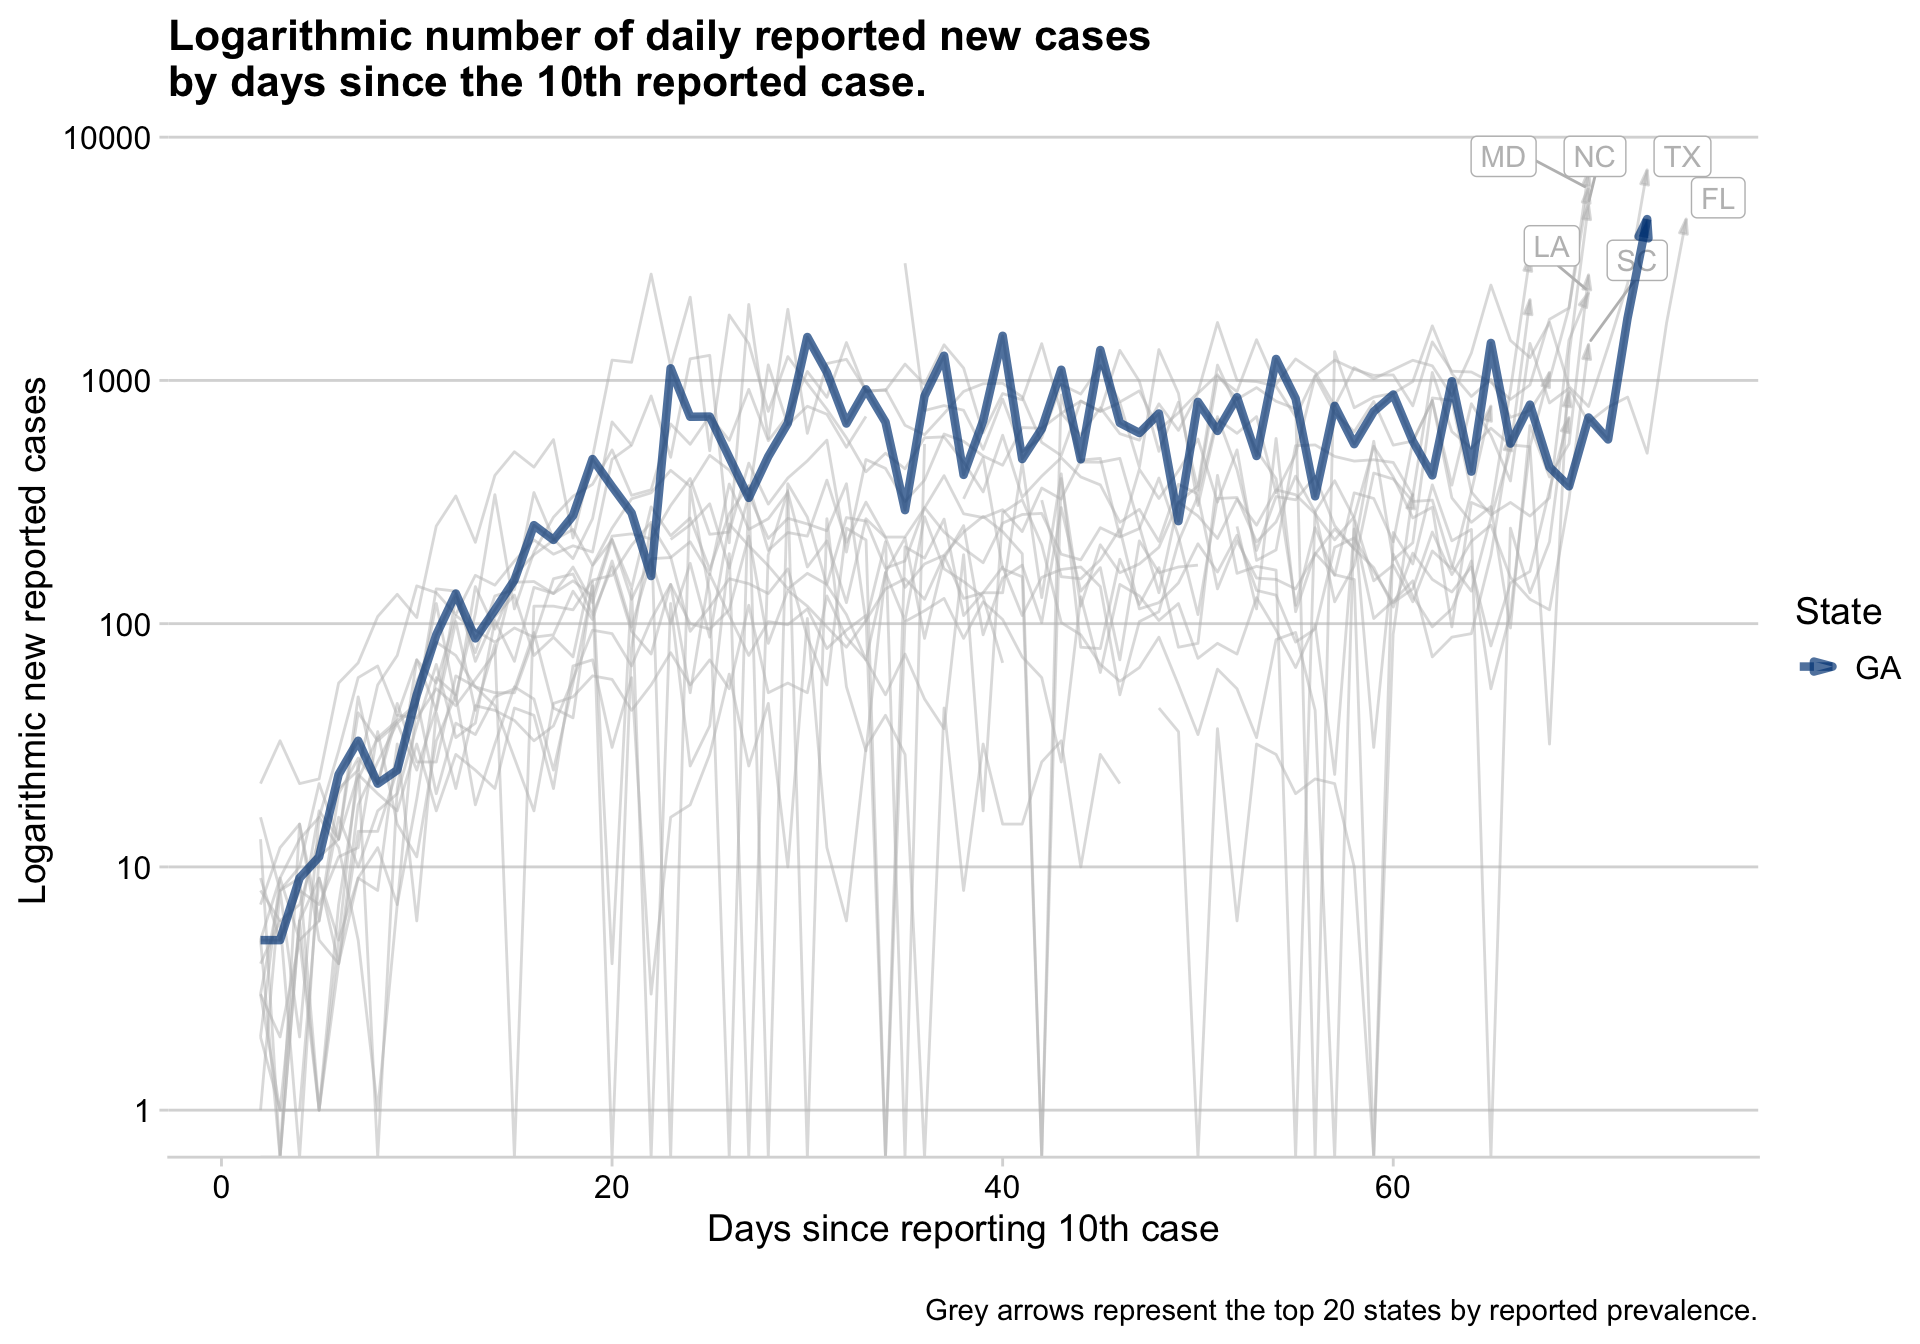 Logarithmic number of daily reported new cases
by days since the 10th reported case.
Logarithmic new reported cases
10000
1000
100
10
1
MD
NC
TX
FL
LA
SC
State
GA
0
20
40
60
Days since reporting 10th case
Grey arrows represent the top 20 states by reported prevalence.